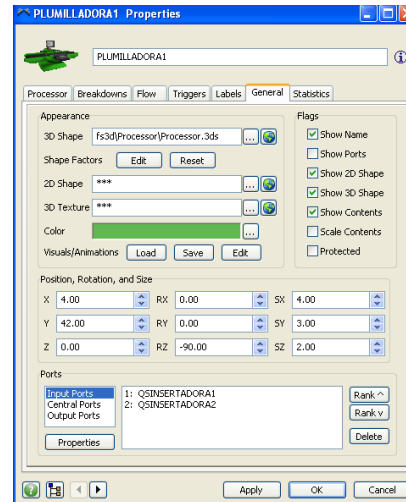 PLUMILLADORA1 Properties
PLUMILLADORA1
Processor Breakdowns Flow Triggers Labels General Statistics
Appearance
3D Shape fs3d\Processor\Processor.3ds ...
Shape Factors Edit Reset
2D Shape *** ...
3D Texture *** ...
Color ...
Visuals/Animations Load Save Edit
Flags
Show Name
Show Ports
Show 2D Shape
Show 3D Shape
Show Contents
Scale Contents
Protected
Position, Rotation, and Size
X 4.00 RX 0.00 SX 4.00
Y 42.00 RY 0.00 SY 3.00
Z 0.00 RZ -90.00 SZ 2.00
Ports
Input Ports
Central Ports
Output Ports
Properties
1: QSINSERTADORA1
2: QSINSERTADORA2
Rank ^
Rank v
Delete
Apply OK Cancel